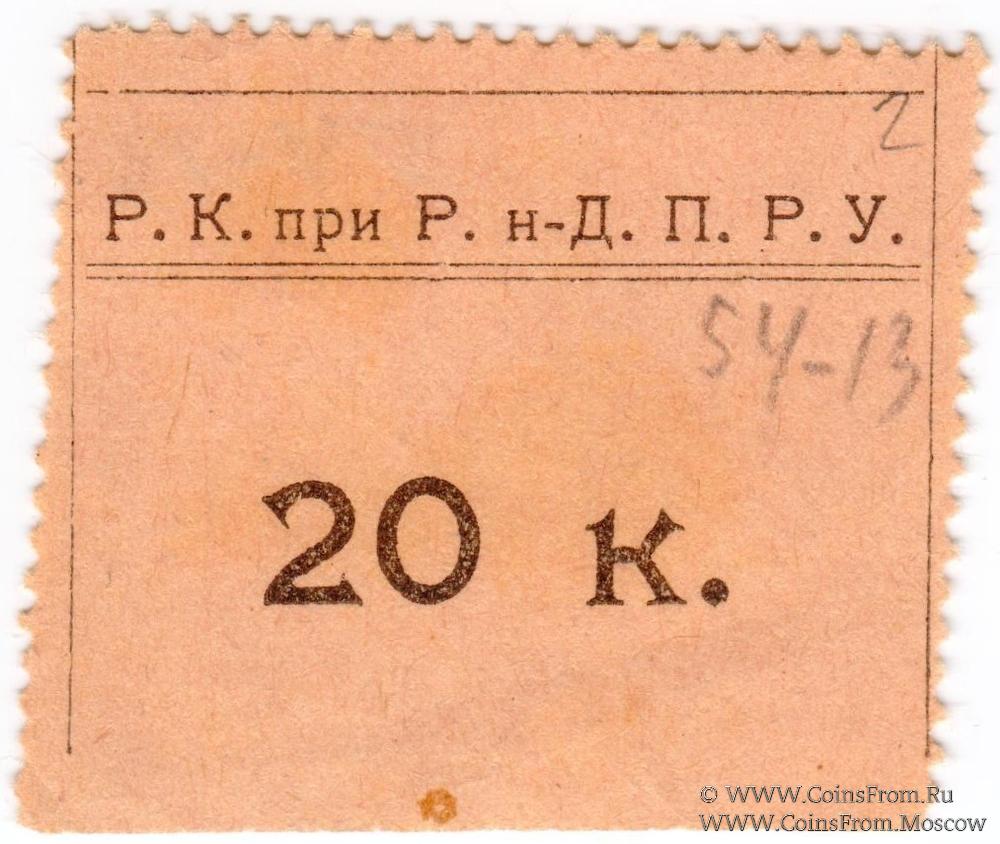 2
Р. К. при Р. н-Д. П. Р. У.
54-13
20 к.
© WWW.CoinsFrom.Ru
WWW.CoinsFrom.Moscow